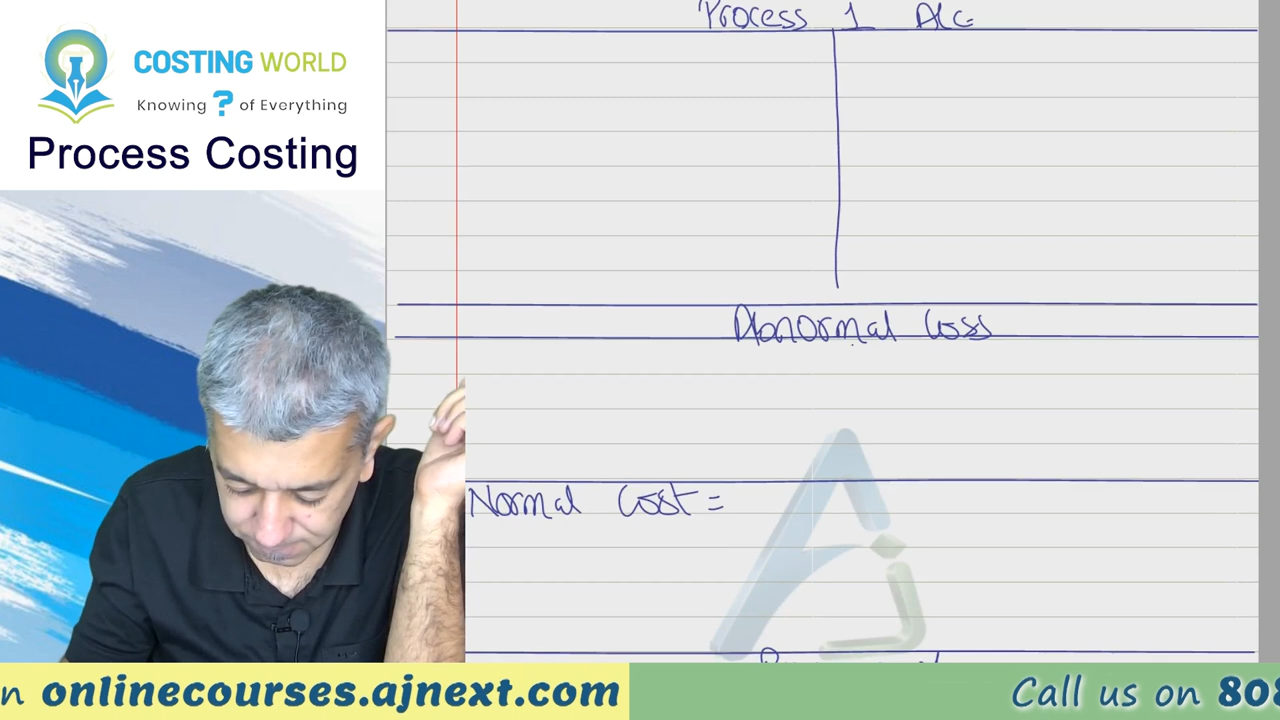 COSTING WORLD
Knowing ? of Everything
Process Costing
Process 1 A/c
Abnormal Loss
Normal Cost =
n onlinecourses.ajnext.com
Call us on 808